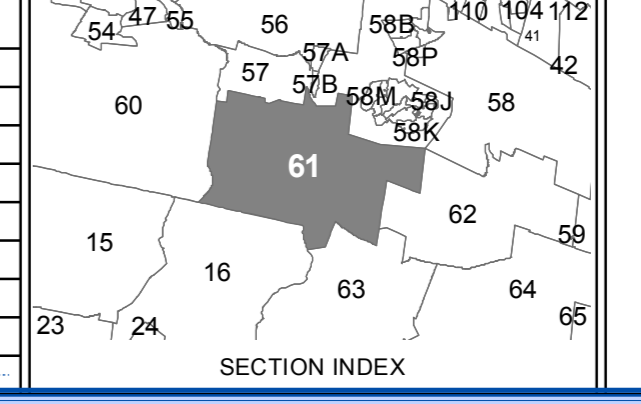 47 55 56 58B 110 104 112
54 41
57A 58P 42
57 57B
60 58M 58J 58
58K
61
62
15 59
16 63 64
23 24 65
SECTION INDEX